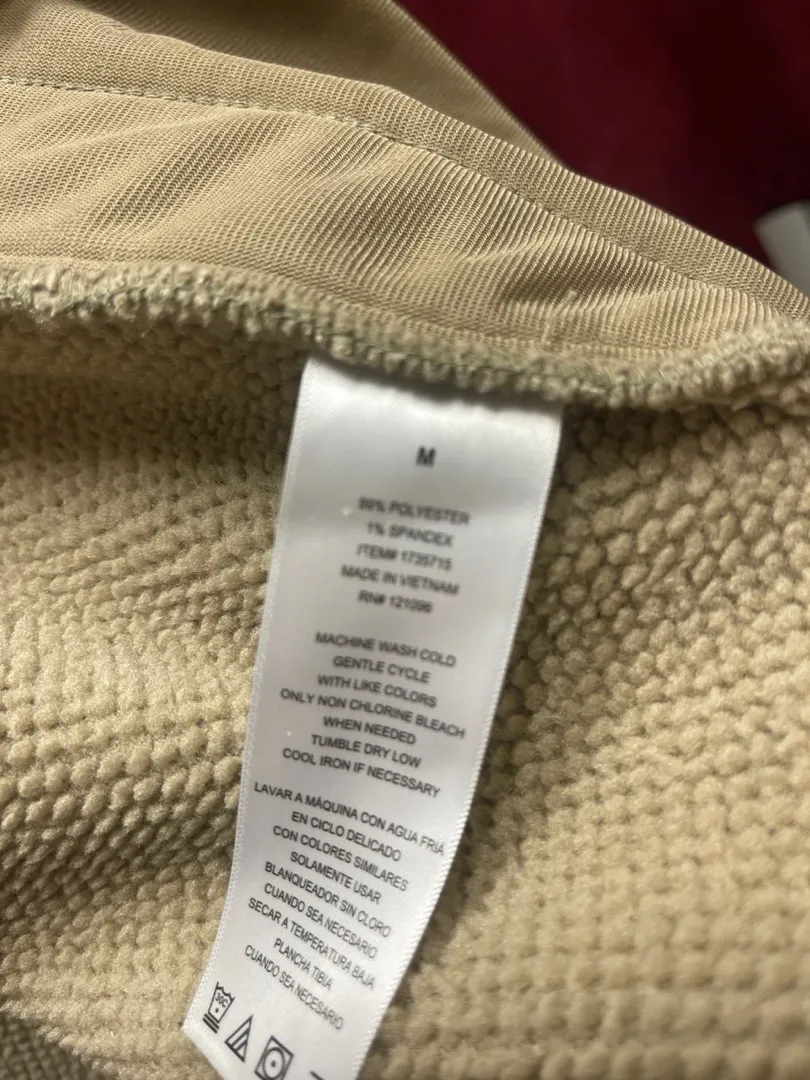 M
99% POLYESTER
1% SPANDEX
ITEM# 1735715
MADE IN VIETNAM
RN# 121096
MACHINE WASH COLD
GENTLE CYCLE
WITH LIKE COLORS
ONLY NON CHLORINE BLEACH
WHEN NEEDED
TUMBLE DRY LOW
COOL IRON IF NECESSARY
LAVAR A MÁQUINA CON AGUA FRIA
EN CICLO DELICADO
CON COLORES SIMILARES
SOLAMENTE USAR
BLANQUEADOR SIN CLORO
CUANDO SEA NECESARIO
SECAR A TEMPERATURA BAJA
PLANCHA TIBIA
CUANDO SEA NECESARIO
30C